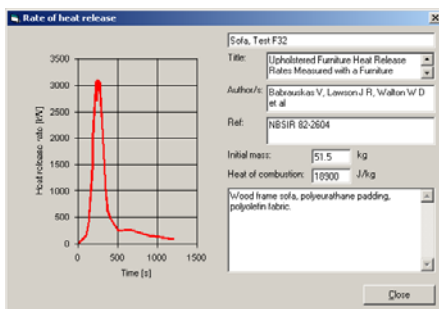 Rate of heat release
Sofa, Test F32
Title:
Upholstered Furniture Heat Release
Rates Measured with a Furniture
Author/s:
Babrauskas V, Lawson J R, Walton W D
et al
Ref:
NBSIR 82-2604
Initial mass:
51.5
kg
Heat of combustion:
18900
J/kg
Wood frame sofa, polyeurathane padding,
polyolefin fabric.
Close
Heat release rate [kW]
3500
3000
2500
2000
1500
1000
500
0
0
500
1000
1500
Time [s]